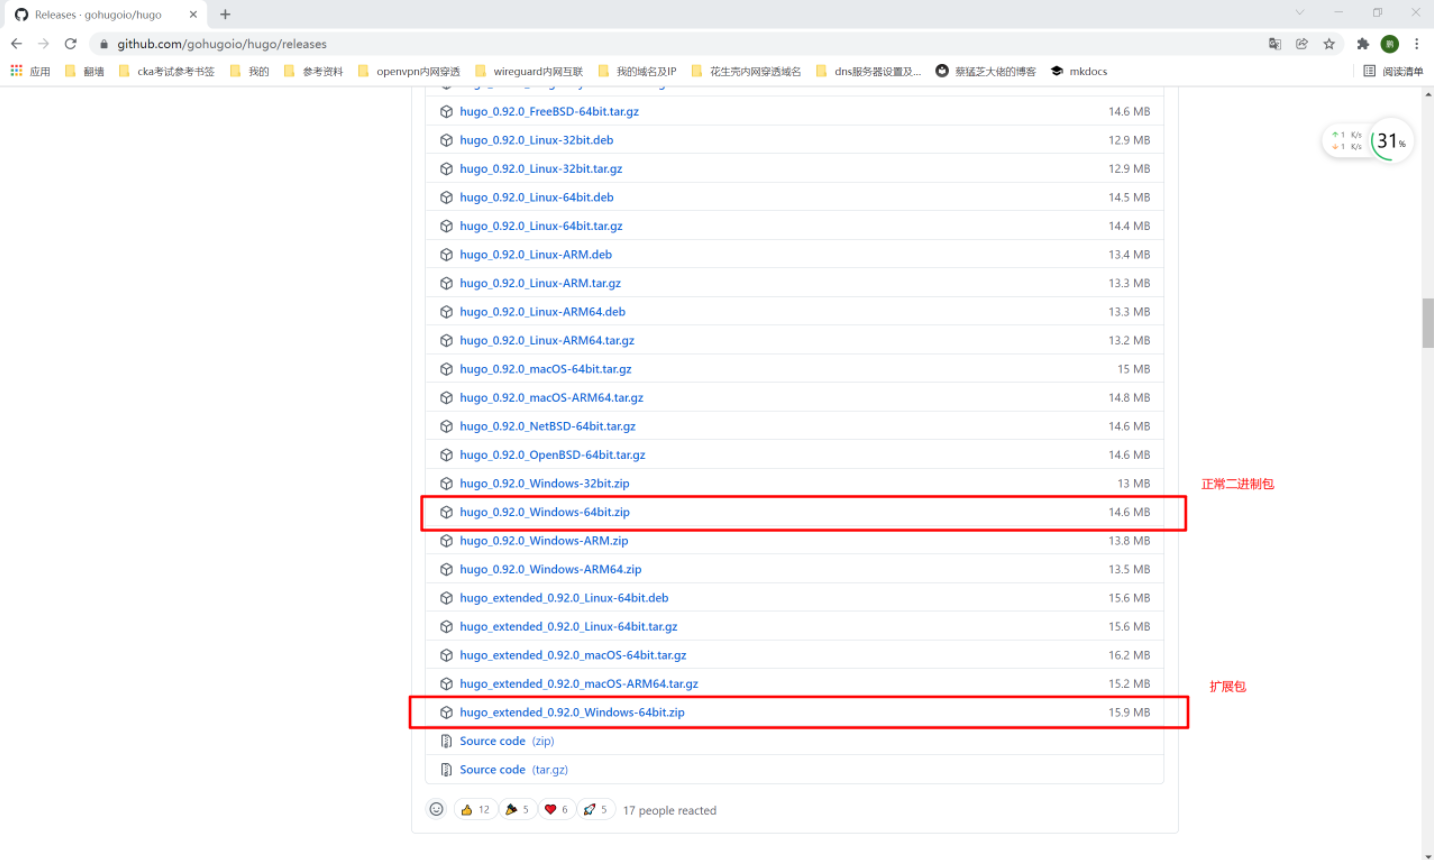 Releases · gohugoio/hugo
github.com/gohugoio/hugo/releases
应用 翻墙 cka考试参考书签 我的 参考资料 openvpn内网穿透 wireguard内网互联 我的域名及IP 花生壳内网穿透域名 dns服务器设置及... 蔡猛芝大佬的博客 mkdocs 阅读清单
hugo_0.92.0_FreeBSD-64bit.tar.gz 14.6 MB
hugo_0.92.0_Linux-32bit.deb 12.9 MB
↑ 1 K/s
↓ 1 K/s
31%
hugo_0.92.0_Linux-32bit.tar.gz 12.9 MB
hugo_0.92.0_Linux-64bit.deb 14.5 MB
hugo_0.92.0_Linux-64bit.tar.gz 14.4 MB
hugo_0.92.0_Linux-ARM.deb 13.4 MB
hugo_0.92.0_Linux-ARM.tar.gz 13.3 MB
hugo_0.92.0_Linux-ARM64.deb 13.3 MB
hugo_0.92.0_Linux-ARM64.tar.gz 13.2 MB
hugo_0.92.0_macOS-64bit.tar.gz 15 MB
hugo_0.92.0_macOS-ARM64.tar.gz 14.8 MB
hugo_0.92.0_NetBSD-64bit.tar.gz 14.6 MB
hugo_0.92.0_OpenBSD-64bit.tar.gz 14.6 MB
hugo_0.92.0_Windows-32bit.zip 13 MB
正常二进制包
hugo_0.92.0_Windows-64bit.zip 14.6 MB
hugo_0.92.0_Windows-ARM.zip 13.8 MB
hugo_0.92.0_Windows-ARM64.zip 13.5 MB
hugo_extended_0.92.0_Linux-64bit.deb 15.6 MB
hugo_extended_0.92.0_Linux-64bit.tar.gz 15.6 MB
hugo_extended_0.92.0_macOS-64bit.tar.gz 16.2 MB
hugo_extended_0.92.0_macOS-ARM64.tar.gz 15.2 MB
扩展包
hugo_extended_0.92.0_Windows-64bit.zip 15.9 MB
Source code (zip)
Source code (tar.gz)
12 5 6 5 17 people reacted